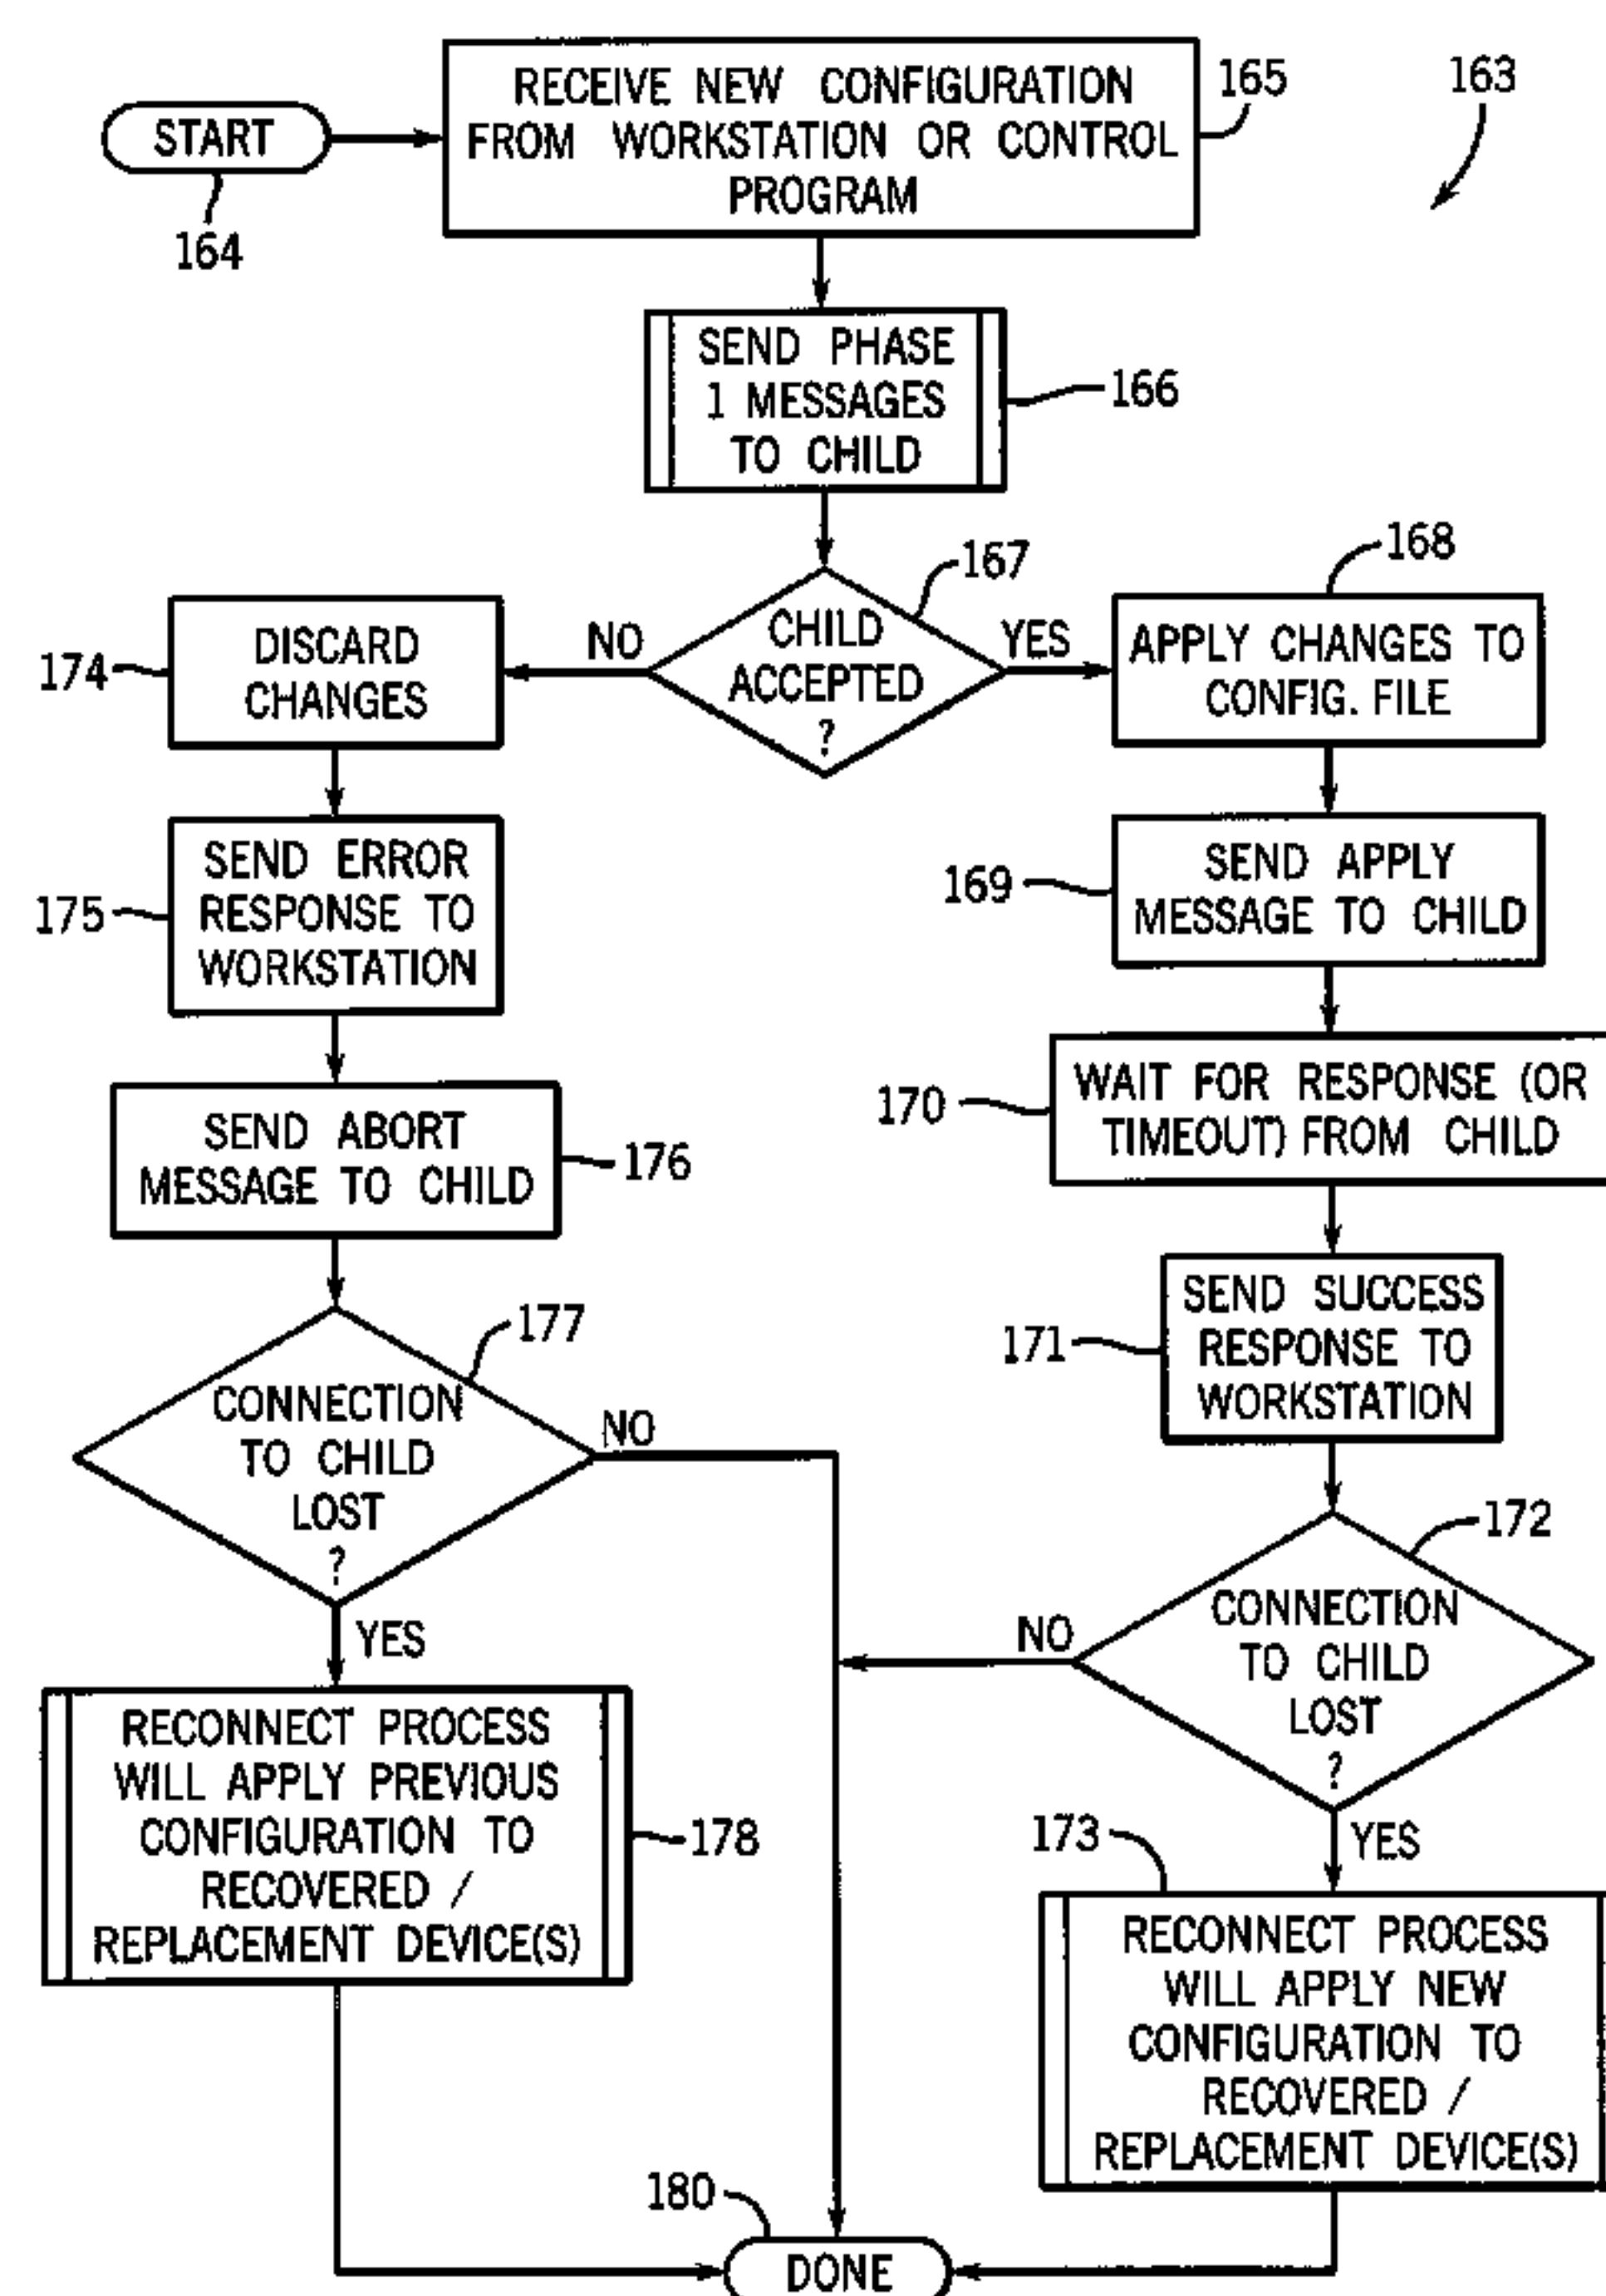 START
164
RECEIVE NEW CONFIGURATION
FROM WORKSTATION OR CONTROL
PROGRAM
165
163
SEND PHASE
1 MESSAGES
TO CHILD
166
CHILD
ACCEPTED
?
167
NO
YES
168
APPLY CHANGES TO
CONFIG. FILE
DISCARD
CHANGES
174
SEND ERROR
RESPONSE TO
WORKSTATION
175
169
SEND APPLY
MESSAGE TO CHILD
170
WAIT FOR RESPONSE (OR
TIMEOUT) FROM CHILD
SEND ABORT
MESSAGE TO CHILD
176
171
SEND SUCCESS
RESPONSE TO
WORKSTATION
177
CONNECTION
TO CHILD
LOST
?
NO
YES
172
CONNECTION
TO CHILD
LOST
?
NO
YES
RECONNECT PROCESS
WILL APPLY PREVIOUS
CONFIGURATION TO
RECOVERED /
REPLACEMENT DEVICE(S)
178
173
RECONNECT PROCESS
WILL APPLY NEW
CONFIGURATION TO
RECOVERED /
REPLACEMENT DEVICE(S)
180
DONE